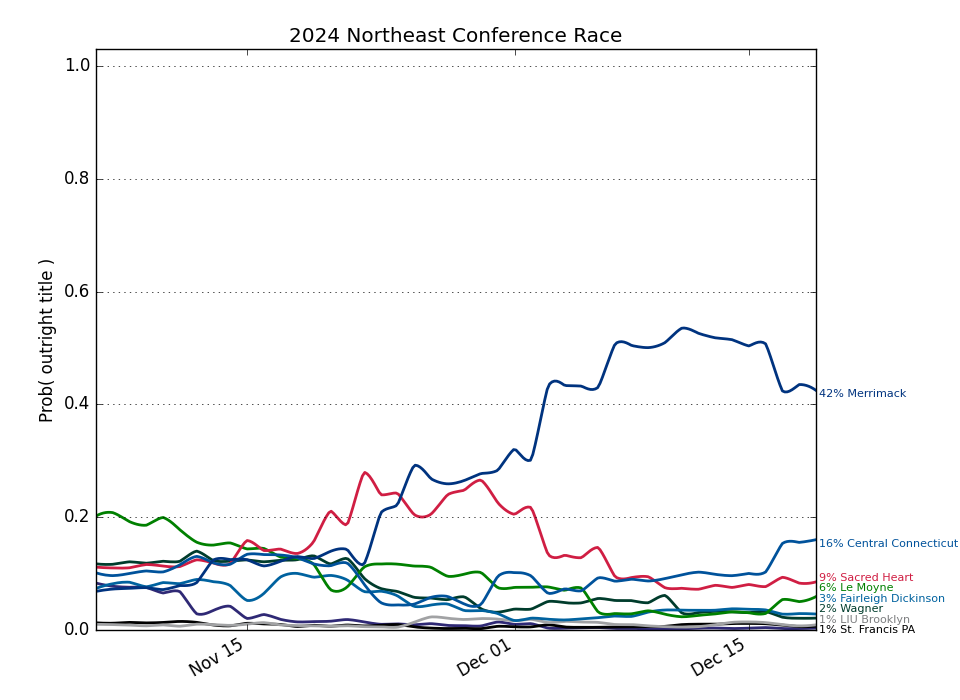 2024 Northeast Conference Race
Prob( outright title )
1.0
0.8
0.6
0.4
0.2
0.0
Nov 15
Dec 01
Dec 15
42% Merrimack
16% Central Connecticut
9% Sacred Heart
6% Le Moyne
3% Fairleigh Dickinson
2% Wagner
1% LIU Brooklyn
1% St. Francis PA